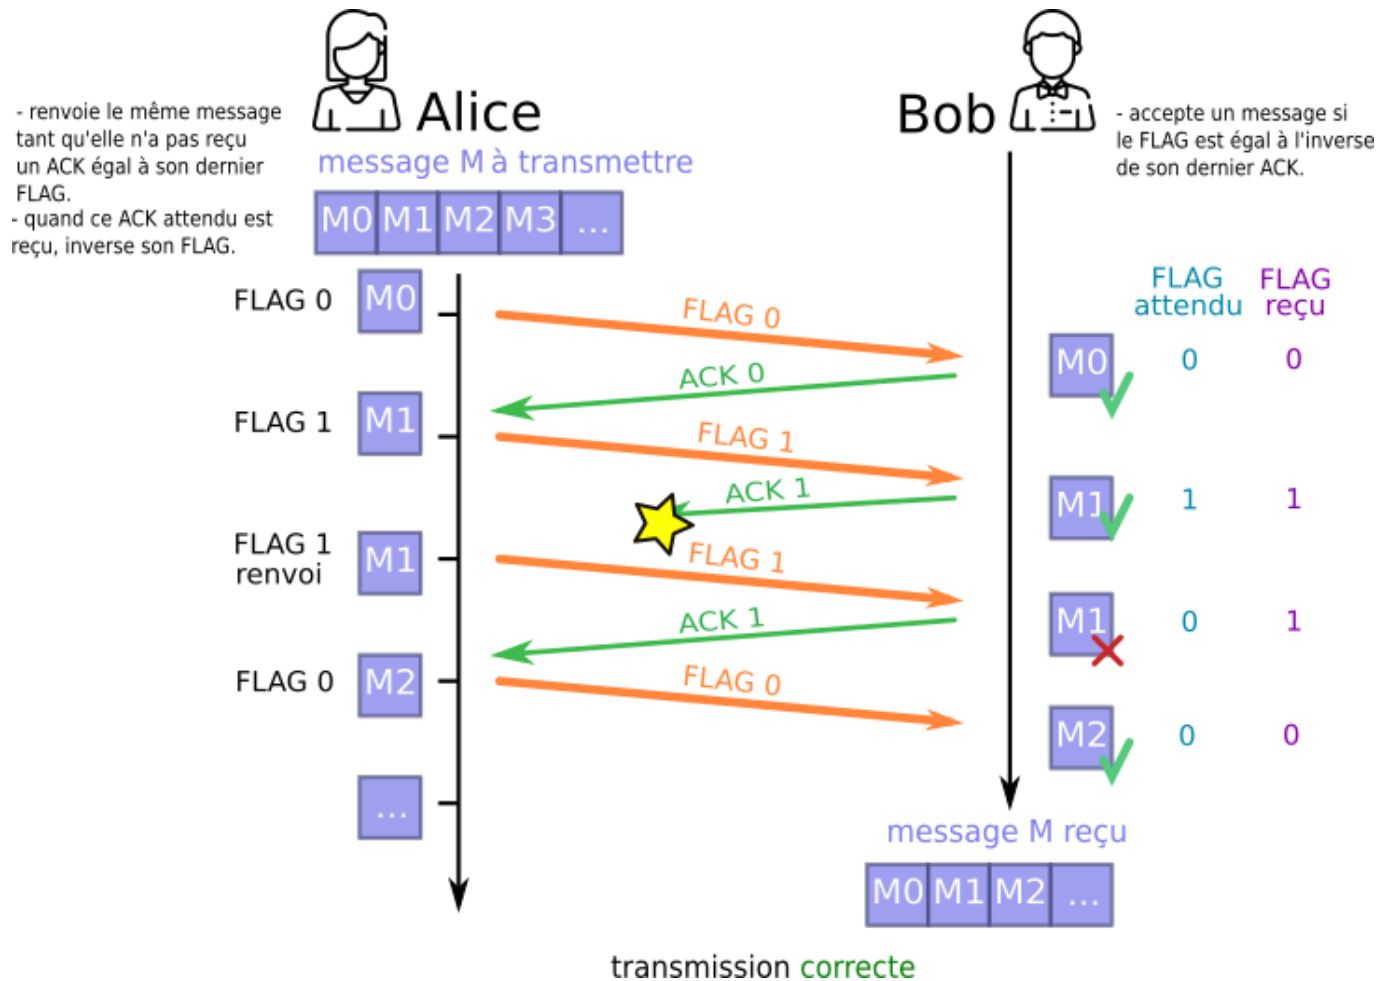 Alice
Bob
- renvoie le même message
tant qu'elle n'a pas reçu
un ACK égal à son dernier
FLAG.
- quand ce ACK attendu est
reçu, inverse son FLAG.
- accepte un message si
le FLAG est égal à l'inverse
de son dernier ACK.
message M à transmettre
M0 M1 M2 M3 ...
FLAG attendu
FLAG reçu
FLAG 0 M0
FLAG 0
M0 0 0
ACK 0
FLAG 1 M1
FLAG 1
ACK 1
M1 1 1
FLAG 1
renvoi
M1
FLAG 1
ACK 1
M1 0 1
FLAG 0 M2
FLAG 0
M2 0 0
...
message M reçu
M0 M1 M2 ...
transmission correcte